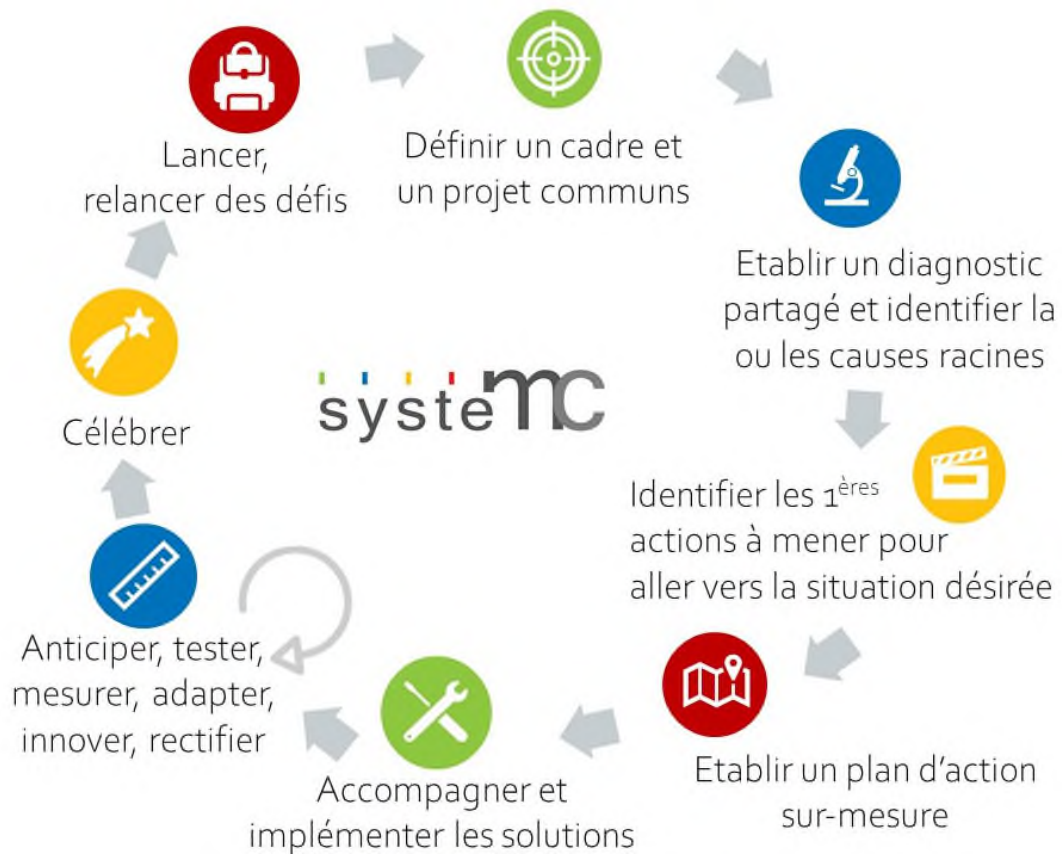 Lancer,
relancer des défis
Définir un cadre et
un projet communs
Etablir un diagnostic
partagé et identifier la
ou les causes racines
Identifier les 1ères
actions à mener pour
aller vers la situation désirée
Etablir un plan d'action
sur-mesure
Accompagner et
implémenter les solutions
Anticiper, tester,
mesurer, adapter,
innover, rectifier
Célébrer
systemc